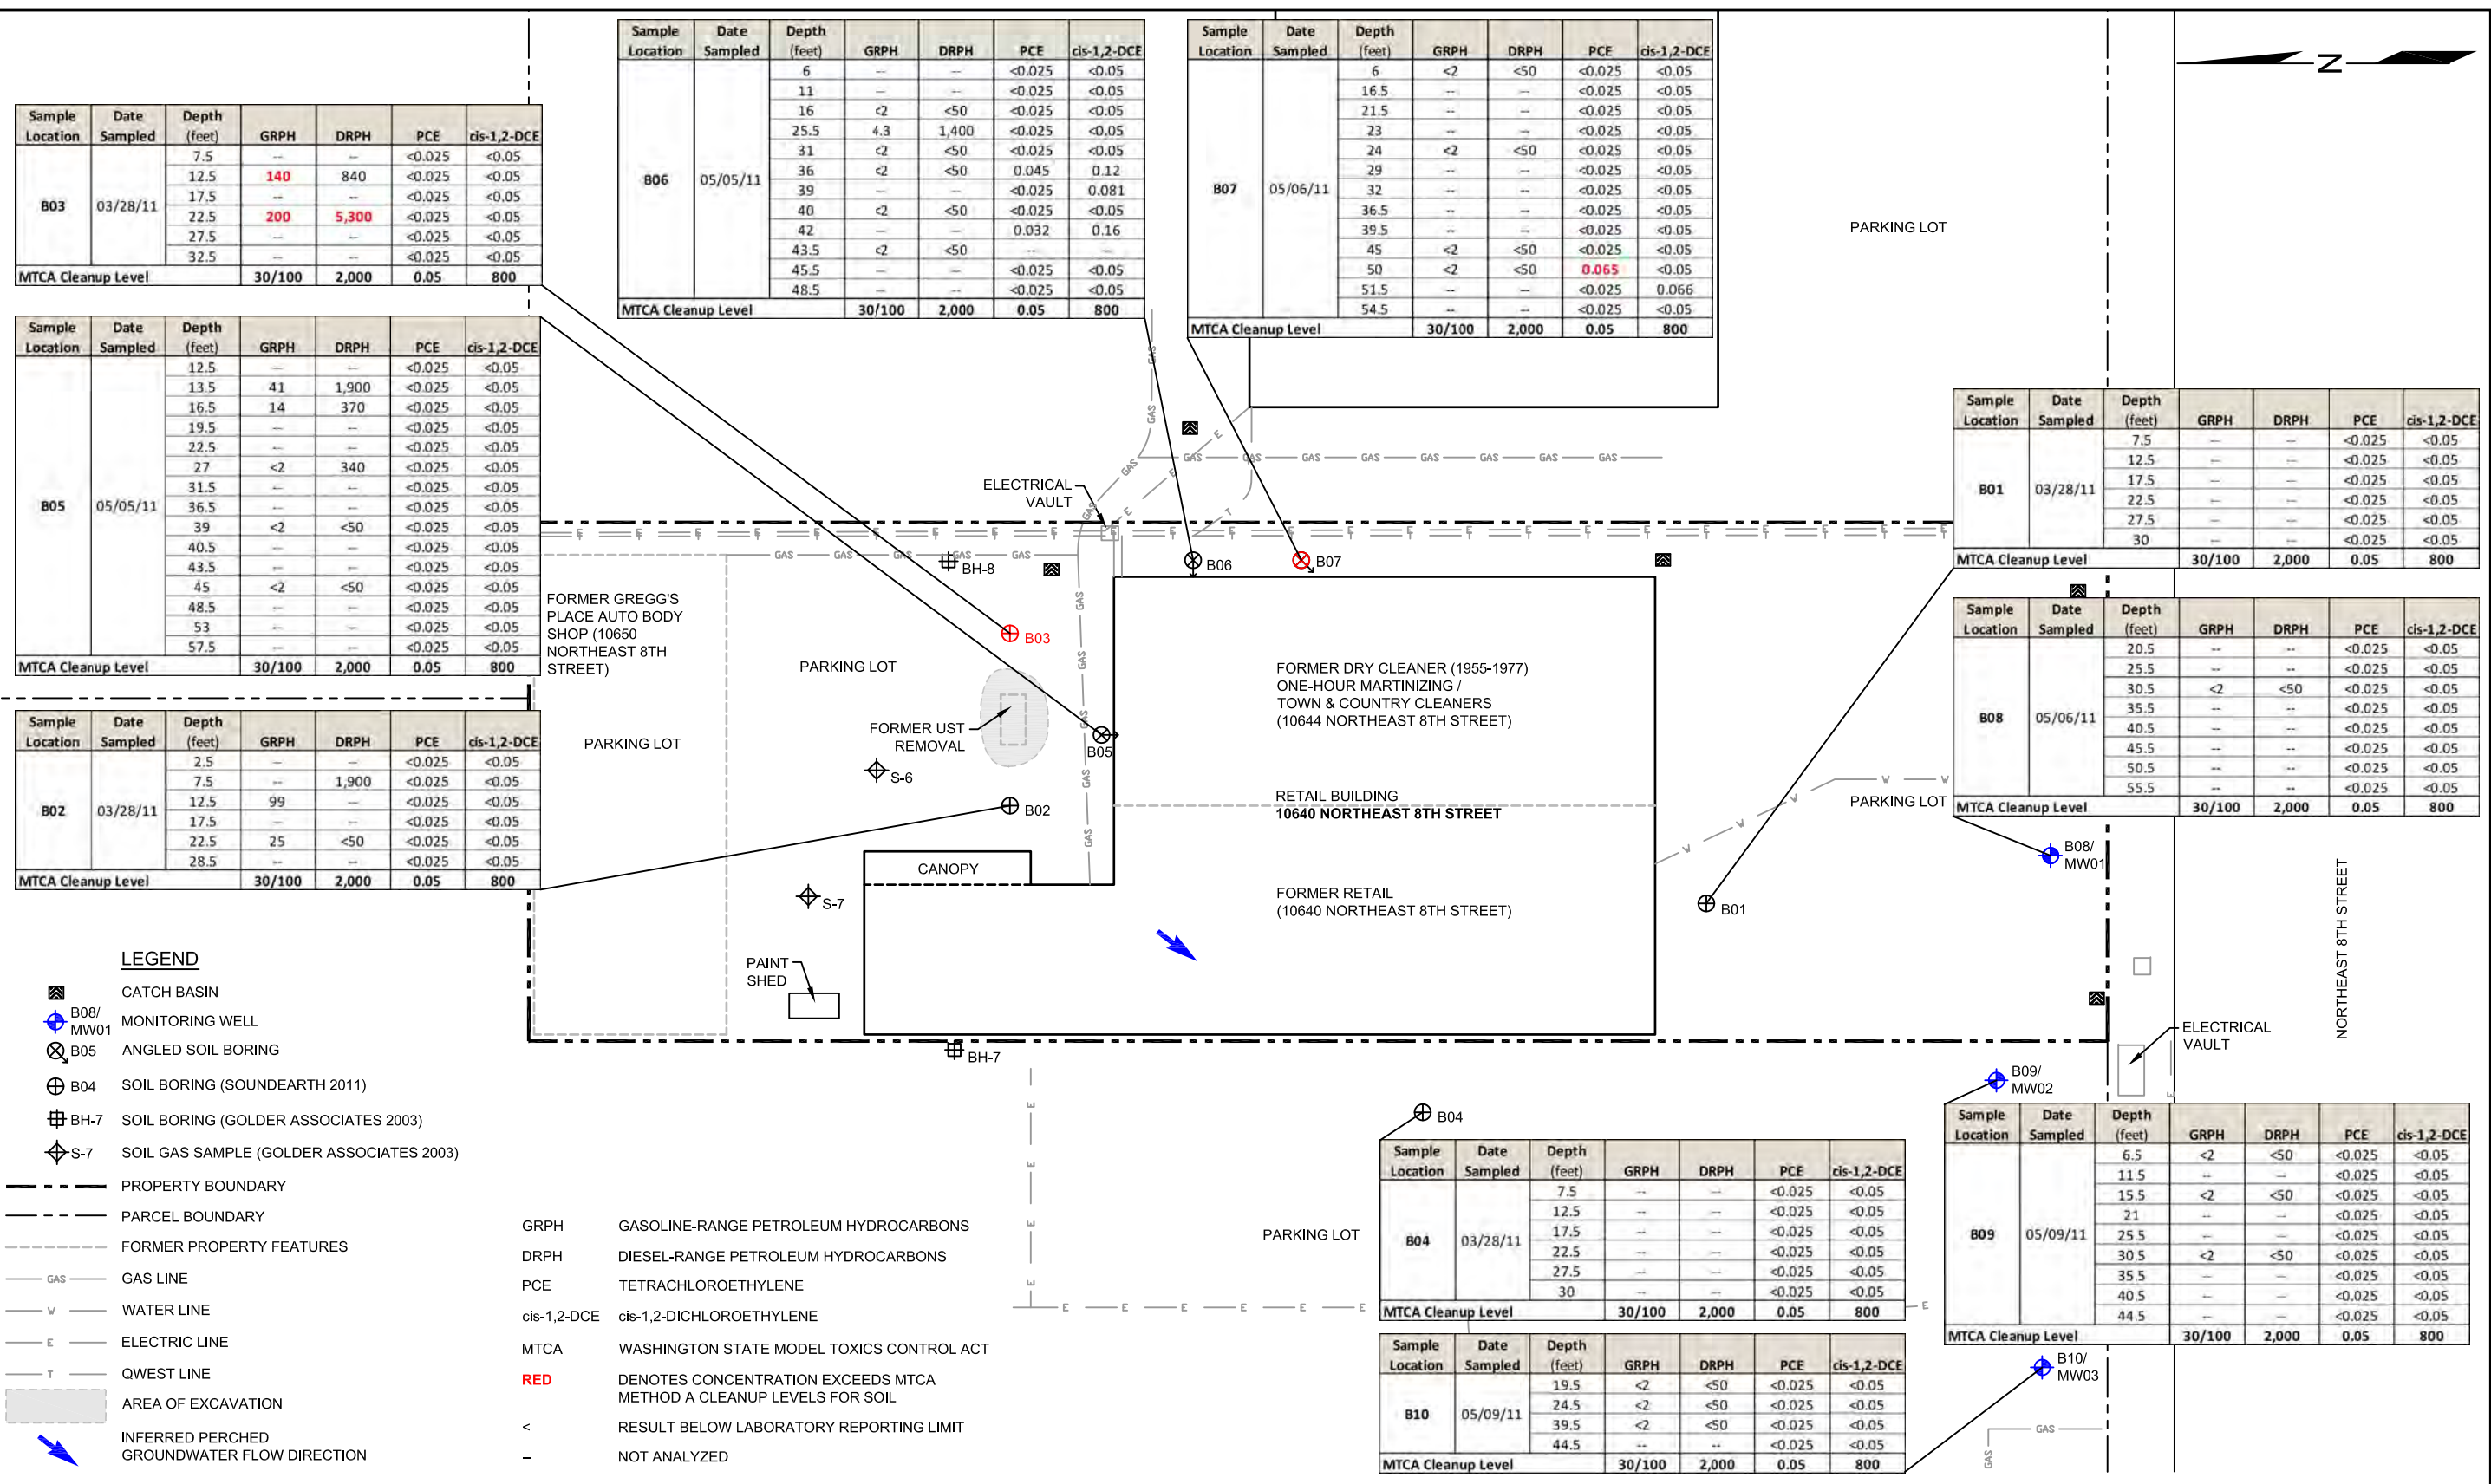 Sample Date Depth
Location Sampled (feet) GRPH DRPH PCE cis-1,2-DCE
B03 03/28/11
7.5 -- -- <0.025 <0.05
12.5 140 840 <0.025 <0.05
17.5 -- -- <0.025 <0.05
22.5 200 5,300 <0.025 <0.05
27.5 -- -- <0.025 <0.05
32.5 -- -- <0.025 <0.05
MTCA Cleanup Level 30/100 2,000 0.05 800
Sample Date Depth
Location Sampled (feet) GRPH DRPH PCE cis-1,2-DCE
B05 05/05/11
12.5 -- -- <0.025 <0.05
13.5 41 1,900 <0.025 <0.05
16.5 14 370 <0.025 <0.05
19.5 -- -- <0.025 <0.05
22.5 -- -- <0.025 <0.05
27 <2 340 <0.025 <0.05
31.5 -- -- <0.025 <0.05
36.5 -- -- <0.025 <0.05
39 <2 <50 <0.025 <0.05
40.5 -- -- <0.025 <0.05
43.5 -- -- <0.025 <0.05
45 <2 <50 <0.025 <0.05
48.5 -- -- <0.025 <0.05
53 -- -- <0.025 <0.05
57.5 -- -- <0.025 <0.05
MTCA Cleanup Level 30/100 2,000 0.05 800
Sample Date Depth
Location Sampled (feet) GRPH DRPH PCE cis-1,2-DCE
B02 03/28/11
2.5 -- -- <0.025 <0.05
7.5 -- 1,900 <0.025 <0.05
12.5 99 -- <0.025 <0.05
17.5 -- -- <0.025 <0.05
22.5 25 <50 <0.025 <0.05
28.5 -- -- <0.025 <0.05
MTCA Cleanup Level 30/100 2,000 0.05 800
Sample Date Depth
Location Sampled (feet) GRPH DRPH PCE cis-1,2-DCE
B06 05/05/11
6 -- -- <0.025 <0.05
11 -- -- <0.025 <0.05
16 <2 <50 <0.025 <0.05
25.5 4.3 1,400 <0.025 <0.05
31 <2 <50 <0.025 <0.05
36 <2 <50 0.045 0.12
39 -- -- <0.025 0.081
40 <2 <50 <0.025 <0.05
42 -- -- 0.032 0.16
43.5 <2 <50 -- --
45.5 -- -- <0.025 <0.05
48.5 -- -- <0.025 <0.05
MTCA Cleanup Level 30/100 2,000 0.05 800
Sample Date Depth
Location Sampled (feet) GRPH DRPH PCE cis-1,2-DCE
B07 05/06/11
6 <2 <50 <0.025 <0.05
16.5 -- -- <0.025 <0.05
21.5 -- -- <0.025 <0.05
23 -- -- <0.025 <0.05
24 <2 <50 <0.025 <0.05
29 -- -- <0.025 <0.05
32 -- -- <0.025 <0.05
36.5 -- -- <0.025 <0.05
39.5 -- -- <0.025 <0.05
45 <2 <50 <0.025 <0.05
50 <2 <50 0.065 <0.05
51.5 -- -- <0.025 0.066
54.5 -- -- <0.025 <0.05
MTCA Cleanup Level 30/100 2,000 0.05 800
N
PARKING LOT
Sample Date Depth
Location Sampled (feet) GRPH DRPH PCE cis-1,2-DCE
B01 03/28/11
7.5 -- -- <0.025 <0.05
12.5 -- -- <0.025 <0.05
17.5 -- -- <0.025 <0.05
22.5 -- -- <0.025 <0.05
27.5 -- -- <0.025 <0.05
30 -- -- <0.025 <0.05
MTCA Cleanup Level 30/100 2,000 0.05 800
Sample Date Depth
Location Sampled (feet) GRPH DRPH PCE cis-1,2-DCE
B08 05/06/11
20.5 -- -- <0.025 <0.05
25.5 -- -- <0.025 <0.05
30.5 <2 <50 <0.025 <0.05
35.5 -- -- <0.025 <0.05
40.5 -- -- <0.025 <0.05
45.5 -- -- <0.025 <0.05
50.5 -- -- <0.025 <0.05
55.5 -- -- <0.025 <0.05
MTCA Cleanup Level 30/100 2,000 0.05 800
ELECTRICAL
VAULT
GAS GAS GAS GAS GAS GAS GAS GAS
E E T
E T E T E T E T E T E T
GAS GAS GAS GAS
BH-8
B06
B07
B03
FORMER GREGG'S
PLACE AUTO BODY
SHOP (10650
NORTHEAST 8TH
STREET)
PARKING LOT
PARKING LOT
FORMER UST
REMOVAL
B05
S-6
B02
S-7
CANOPY
PAINT
SHED
BH-7
FORMER DRY CLEANER (1955-1977)
ONE-HOUR MARTINIZING /
TOWN & COUNTRY CLEANERS
(10644 NORTHEAST 8TH STREET)
RETAIL BUILDING
10640 NORTHEAST 8TH STREET
FORMER RETAIL
(10640 NORTHEAST 8TH STREET)
W W W W
PARKING LOT
B01
B08/
MW01
NORTHEAST 8TH STREET
ELECTRICAL
VAULT
B09/
MW02
B04
PARKING LOT
E E E E E E
Sample Date Depth
Location Sampled (feet) GRPH DRPH PCE cis-1,2-DCE
B04 03/28/11
7.5 -- -- <0.025 <0.05
12.5 -- -- <0.025 <0.05
17.5 -- -- <0.025 <0.05
22.5 -- -- <0.025 <0.05
27.5 -- -- <0.025 <0.05
30 -- -- <0.025 <0.05
MTCA Cleanup Level 30/100 2,000 0.05 800
Sample Date Depth
Location Sampled (feet) GRPH DRPH PCE cis-1,2-DCE
B10 05/09/11
19.5 <2 <50 <0.025 <0.05
24.5 <2 <50 <0.025 <0.05
39.5 <2 <50 <0.025 <0.05
44.5 -- -- <0.025 <0.05
MTCA Cleanup Level 30/100 2,000 0.05 800
Sample Date Depth
Location Sampled (feet) GRPH DRPH PCE cis-1,2-DCE
B09 05/09/11
6.5 <2 <50 <0.025 <0.05
11.5 -- -- <0.025 <0.05
15.5 <2 <50 <0.025 <0.05
21 -- -- <0.025 <0.05
25.5 -- -- <0.025 <0.05
30.5 <2 <50 <0.025 <0.05
35.5 -- -- <0.025 <0.05
40.5 -- -- <0.025 <0.05
44.5 -- -- <0.025 <0.05
MTCA Cleanup Level 30/100 2,000 0.05 800
B10/
MW03
GAS
GAS
LEGEND
CATCH BASIN
B08/
MW01 MONITORING WELL
B05 ANGLED SOIL BORING
B04 SOIL BORING (SOUNDEARTH 2011)
BH-7 SOIL BORING (GOLDER ASSOCIATES 2003)
S-7 SOIL GAS SAMPLE (GOLDER ASSOCIATES 2003)
PROPERTY BOUNDARY
PARCEL BOUNDARY
FORMER PROPERTY FEATURES
GAS GAS LINE
W WATER LINE
E ELECTRIC LINE
T QWEST LINE
AREA OF EXCAVATION
INFERRED PERCHED
GROUNDWATER FLOW DIRECTION
GRPH GASOLINE-RANGE PETROLEUM HYDROCARBONS
DRPH DIESEL-RANGE PETROLEUM HYDROCARBONS
PCE TETRACHLOROETHYLENE
cis-1,2-DCE cis-1,2-DICHLOROETHYLENE
MTCA WASHINGTON STATE MODEL TOXICS CONTROL ACT
RED DENOTES CONCENTRATION EXCEEDS MTCA
METHOD A CLEANUP LEVELS FOR SOIL
< RESULT BELOW LABORATORY REPORTING LIMIT
– NOT ANALYZED